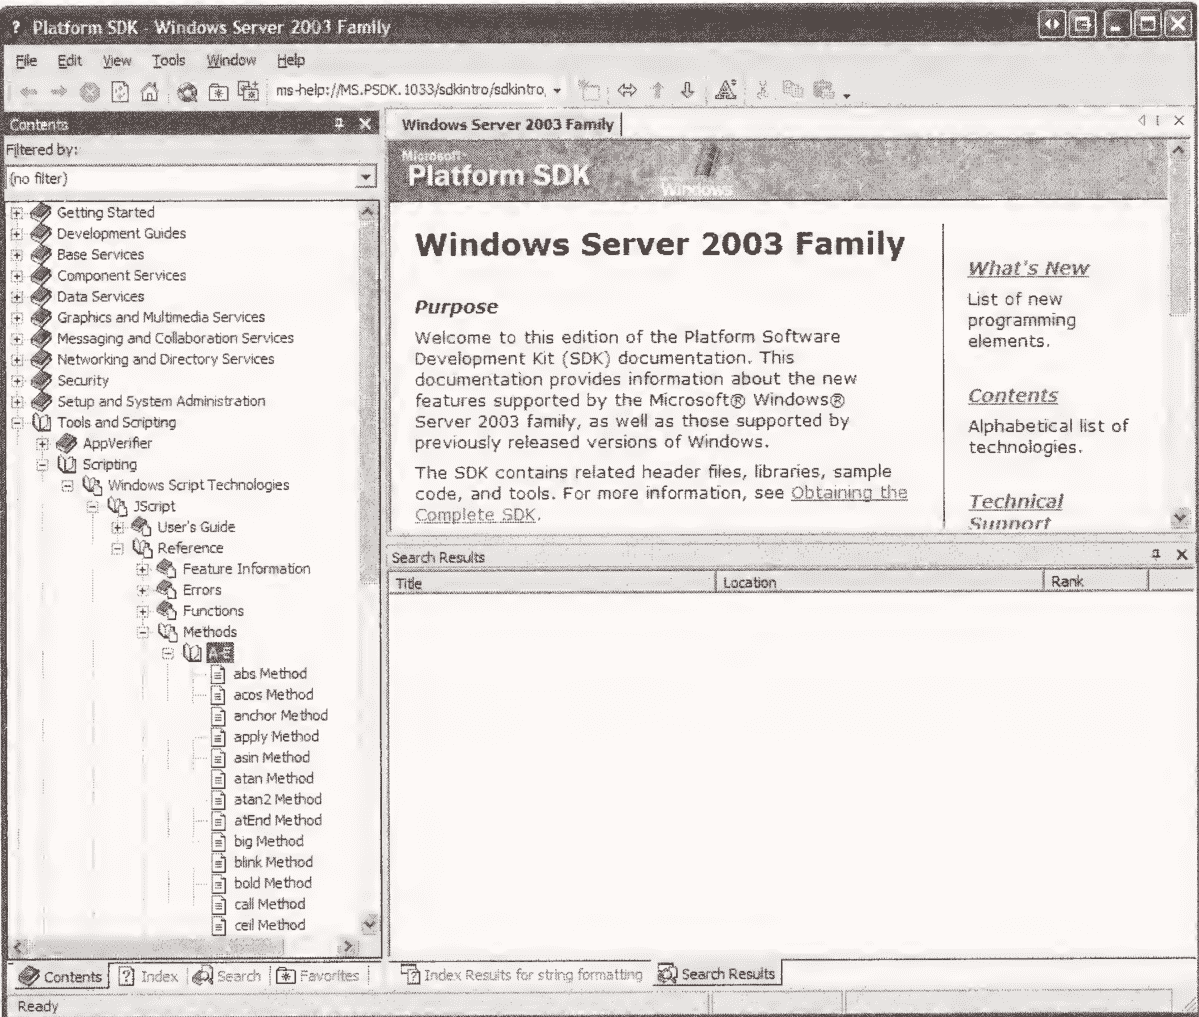 ? Platform SDK - Windows Server 2003 Family
File Edit View Tools Window Help
ms-help://MS.PSDK.1033/sdkintro/sdkintro,
Contents
Filtered by:
(no filter)
Getting Started
Development Guides
Base Services
Component Services
Data Services
Graphics and Multimedia Services
Messaging and Collaboration Services
Networking and Directory Services
Security
Setup and System Administration
Tools and Scripting
AppVerifier
Scripting
Windows Script Technologies
JScript
User's Guide
Reference
Feature Information
Errors
Functions
Methods
A-E
abs Method
acos Method
anchor Method
apply Method
asin Method
atan Method
atan2 Method
atEnd Method
big Method
blink Method
bold Method
call Method
ceil Method
Contents Index Search Favorites
Windows Server 2003 Family
Microsoft
Platform SDK
Windows
Windows Server 2003 Family
Purpose
Welcome to this edition of the Platform Software
Development Kit (SDK) documentation. This
documentation provides information about the new
features supported by the Microsoft® Windows®
Server 2003 family, as well as those supported by
previously released versions of Windows.
The SDK contains related header files, libraries, sample
code, and tools. For more information, see Obtaining the
Complete SDK.
What's New
List of new
programming
elements.
Contents
Alphabetical list of
technologies.
Technical
Support
Search Results
Title Location Rank
Index Results for string formatting Search Results
Ready